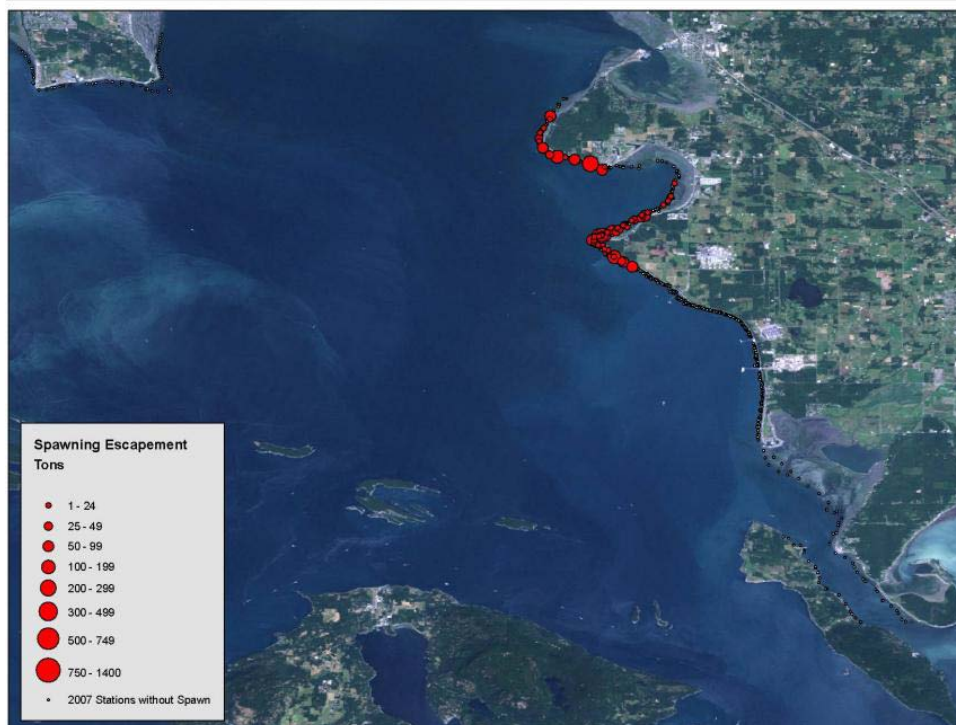 Spawning Escapement
Tons
1 - 24
25 - 49
50 - 99
100 - 199
200 - 299
300 - 499
500 - 749
750 - 1400
2007 Stations without Spawn